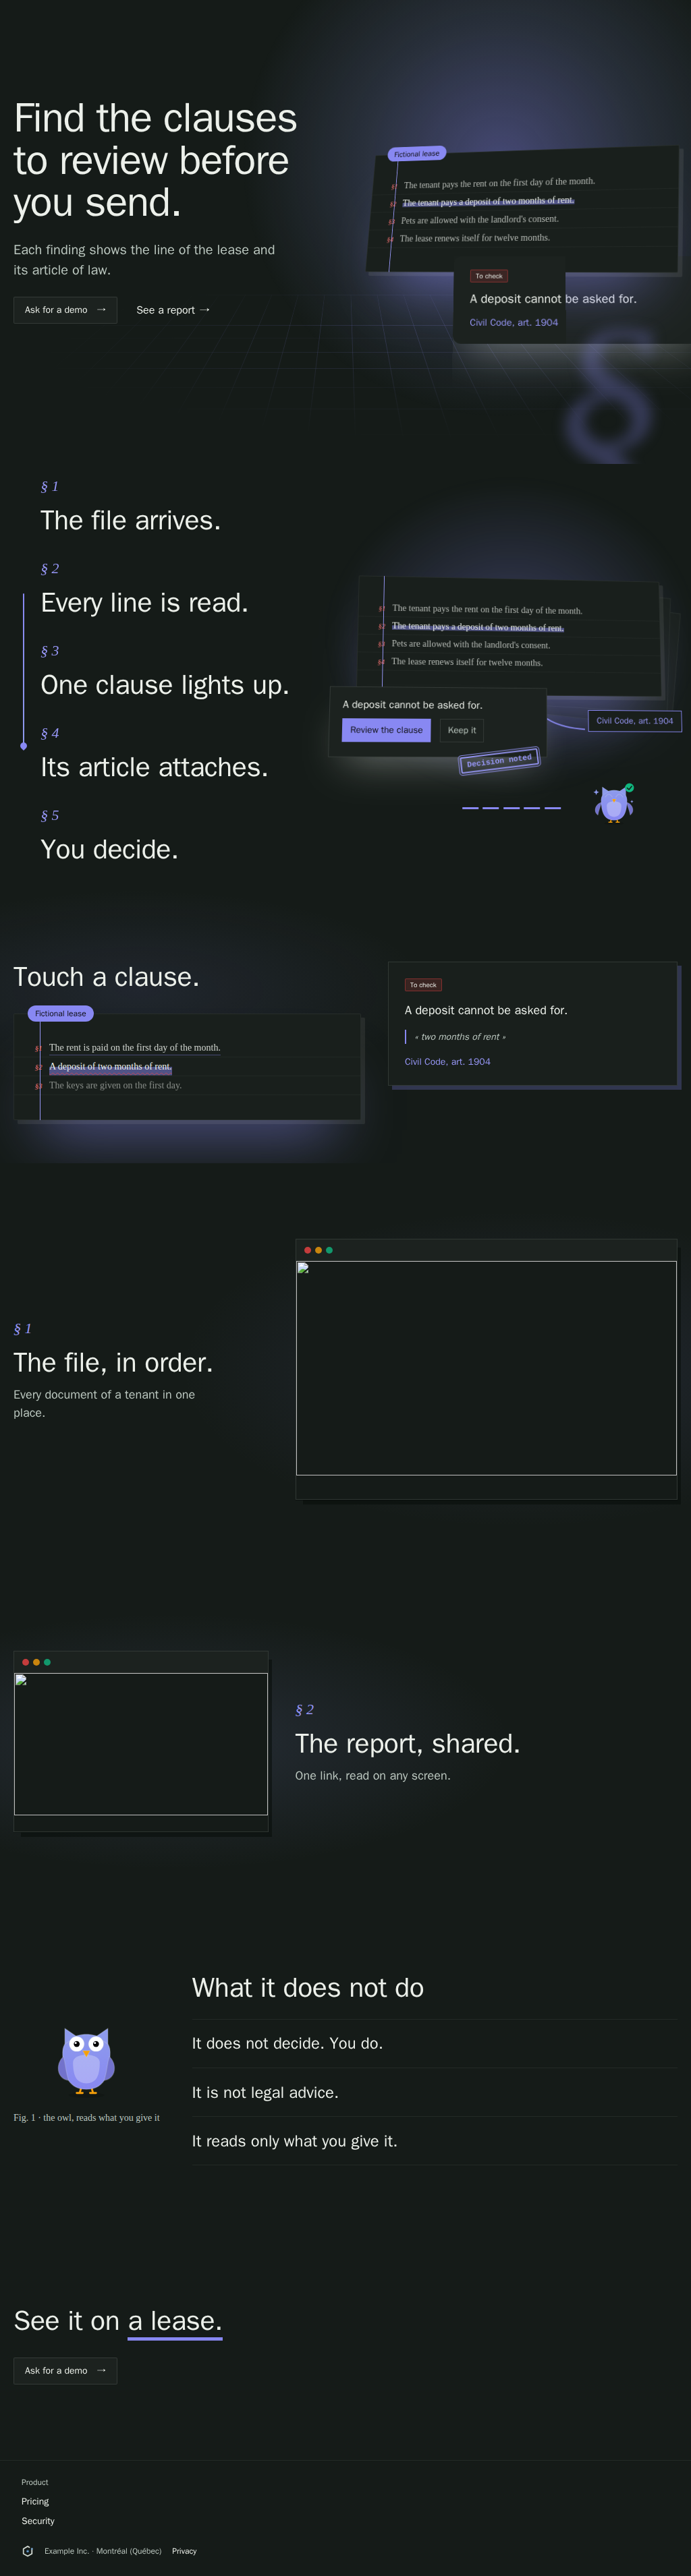 Find the clauses
to review before
you send.
Each finding shows the line of the lease and
its article of law.
Ask for a demo →
See a report →
Fictional lease
§1 The tenant pays the rent on the first day of the month.
§2 The tenant pays a deposit of two months of rent.
§3 Pets are allowed with the landlord's consent.
§4 The lease renews itself for twelve months.
To check
A deposit cannot be asked for.
Civil Code, art. 1904
§
§ 1
The file arrives.
§ 2
Every line is read.
§ 3
One clause lights up.
§ 4
Its article attaches.
§ 5
You decide.
§1 The tenant pays the rent on the first day of the month.
§2 The tenant pays a deposit of two months of rent.
§3 Pets are allowed with the landlord's consent.
§4 The lease renews itself for twelve months.
A deposit cannot be asked for.
Review the clause
Keep it
Civil Code, art. 1904
Decision noted
Touch a clause.
Fictional lease
§1 The rent is paid on the first day of the month.
§2 A deposit of two months of rent.
§3 The keys are given on the first day.
To check
A deposit cannot be asked for.
« two months of rent »
Civil Code, art. 1904
§ 1
The file, in order.
Every document of a tenant in one
place.
§ 2
The report, shared.
One link, read on any screen.
What it does not do
It does not decide. You do.
It is not legal advice.
It reads only what you give it.
Fig. 1 · the owl, reads what you give it
See it on a lease.
Ask for a demo →
Product
Pricing
Security
Example Inc. · Montréal (Québec) Privacy